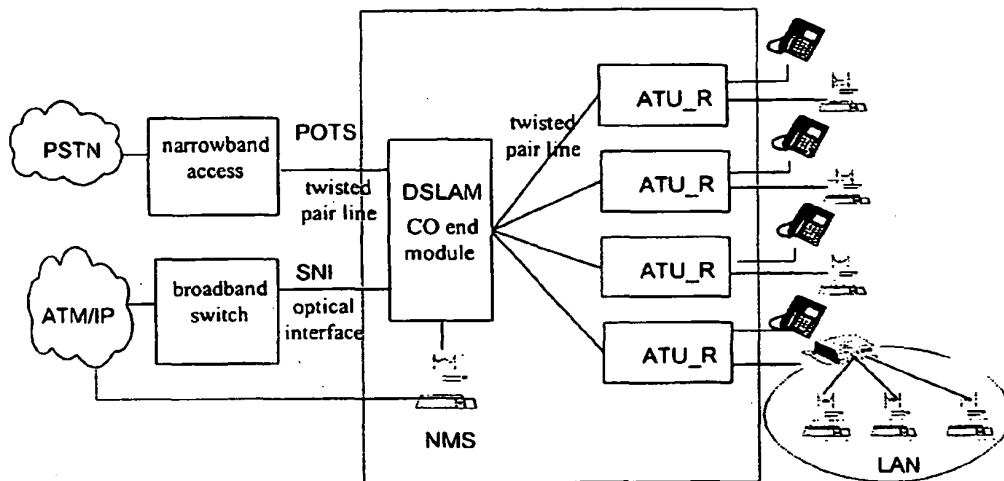 PSTN
narrowband
access
POTS
twisted
pair line
DSLAM
CO end
module
twisted
pair line
ATU_R
ATU_R
ATU_R
ATU_R
ATM/IP
broadband
switch
SNI
optical
interface
NMS
LAN